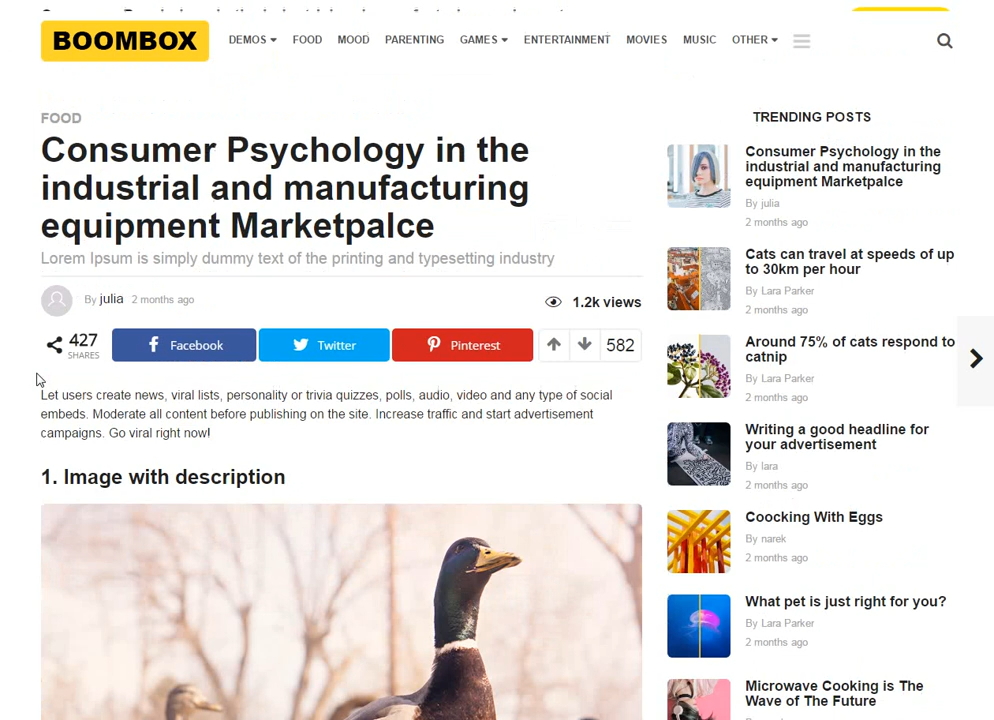 BOOMBOX
DEMOS FOOD MOOD PARENTING GAMES ENTERTAINMENT MOVIES MUSIC OTHER
FOOD
Consumer Psychology in the
industrial and manufacturing
equipment Marketpalce
Lorem Ipsum is simply dummy text of the printing and typesetting industry
By julia 2 months ago
1.2k views
427
SHARES
Facebook
Twitter
Pinterest
582
Let users create news, viral lists, personality or trivia quizzes, polls, audio, video and any type of social
embeds. Moderate all content before publishing on the site. Increase traffic and start advertisement
campaigns. Go viral right now!
1. Image with description
TRENDING POSTS
Consumer Psychology in the
industrial and manufacturing
equipment Marketpalce
By julia
2 months ago
Cats can travel at speeds of up
to 30km per hour
By Lara Parker
2 months ago
Around 75% of cats respond to
catnip
By Lara Parker
2 months ago
Writing a good headline for
your advertisement
By lara
2 months ago
Coocking With Eggs
By narek
2 months ago
What pet is just right for you?
By Lara Parker
2 months ago
Microwave Cooking is The
Wave of The Future